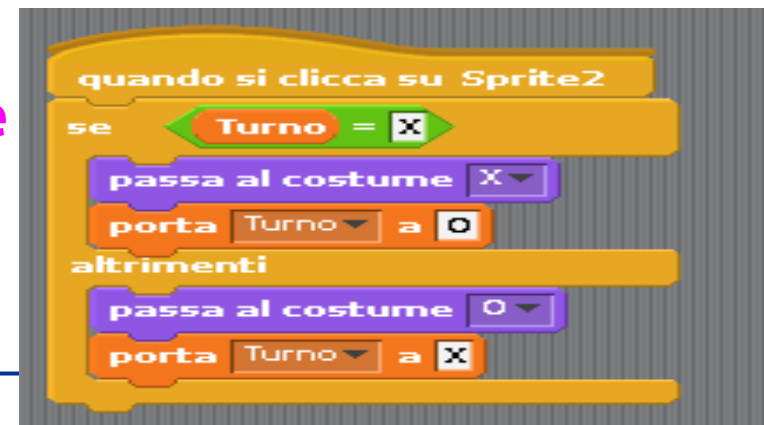 quando si clicca su Sprite2
e
se Turno = X
passa al costume X
porta Turno a O
altrimenti
passa al costume O
porta Turno a X